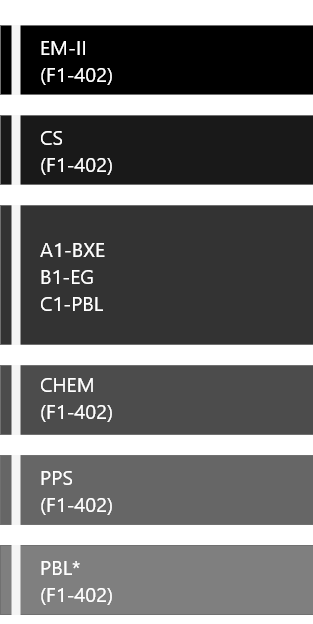 EM-II
(F1-402)
CS
(F1-402)
A1-BXE
B1-EG
C1-PBL
CHEM
(F1-402)
PPS
(F1-402)
PBL*
(F1-402)